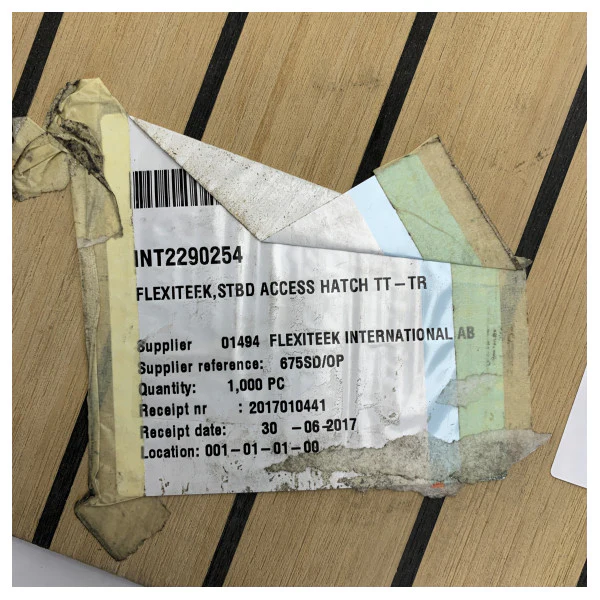 INT2290254
FLEXITEEK,STBD ACCESS HATCH TT–TR
Supplier 01494 FLEXITEEK INTERNATIONAL AB
Supplier reference: 675SD/OP
Quantity: 1,000 PC
Receipt nr : 2017010441
Receipt date: 30 –06–2017
Location: 001–01–01–00